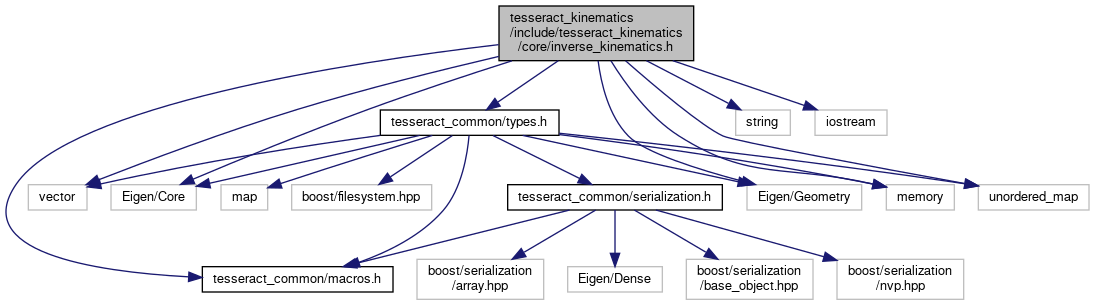 tesseract_kinematics
/include/tesseract_kinematics
/core/inverse_kinematics.h
tesseract_common/types.h
string
iostream
vector
Eigen/Core
map
boost/filesystem.hpp
tesseract_common/serialization.h
Eigen/Geometry
memory
unordered_map
tesseract_common/macros.h
boost/serialization
/array.hpp
Eigen/Dense
boost/serialization
/base_object.hpp
boost/serialization
/nvp.hpp